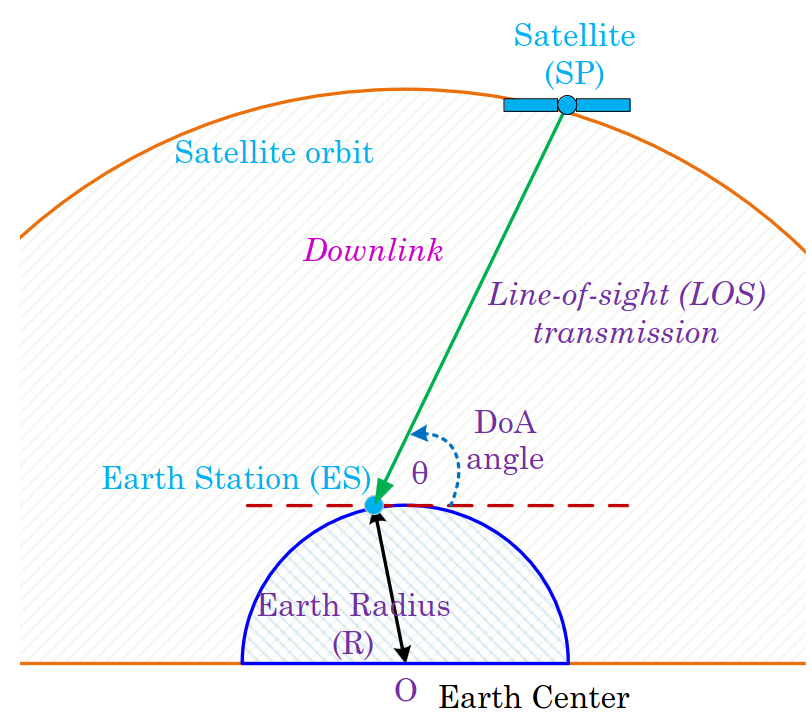 Satellite
(SP)
Satellite orbit
Downlink
Line-of-sight (LOS)
transmission
DoA
angle
θ
Earth Station (ES)
Earth Radius
(R)
O
Earth Center